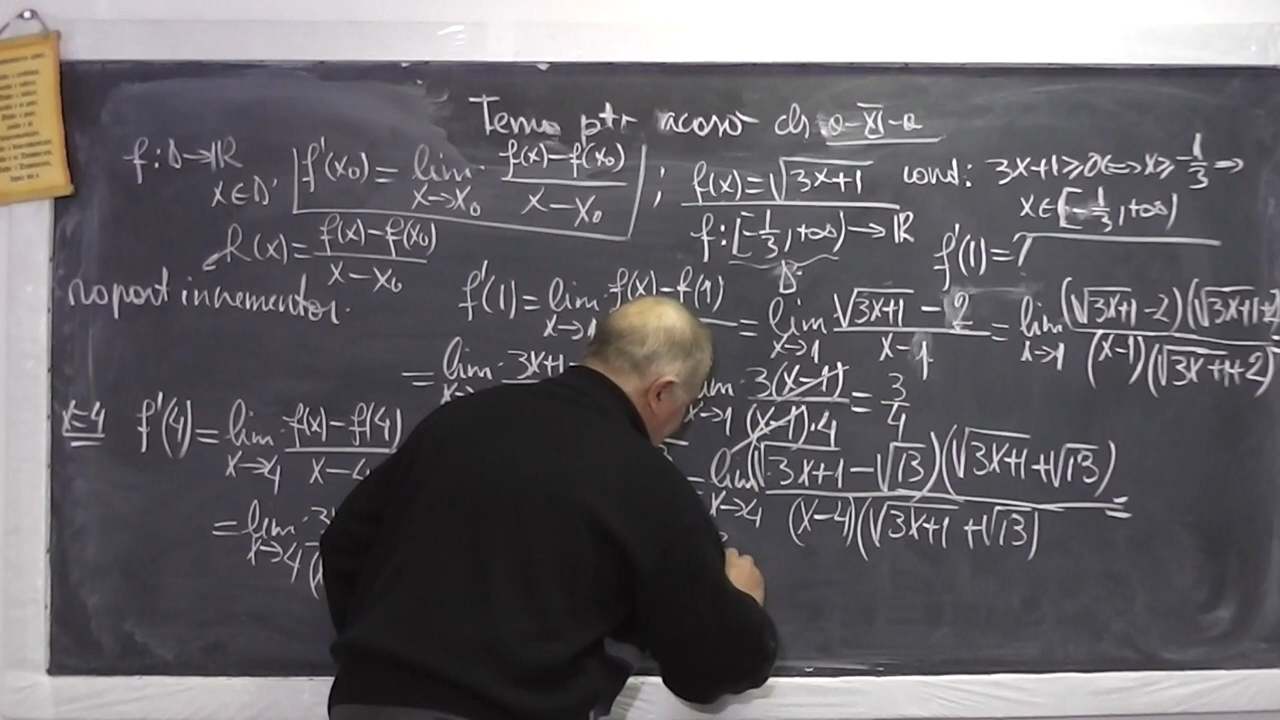 Tema ptr acasă cls a-XI-a
f:D→ℝ x∈D' f'(x₀) = lim x→x₀ (f(x)-f(x₀))/(x-x₀) ; f(x)=√(3x+1) cond: 3x+1≥0 ⇔ x≥-1/3 ⇒
x∈[-1/3,+∞)
R(x) = (f(x)-f(x₀))/(x-x₀) f:[-1/3,+∞)→ℝ f'(1)=?
D
raport incrementar. f'(1) = lim x→1 f(x)-f(1) = lim x→1 (√(3x+1) - 2)/(x-1) = lim x→1 (√(3x+1)-2)(√(3x+1)+2)/(x-1)(√(3x+1)+2)
= lim 3x+1- lim x→1 3(x-1)/((x-1)·4) = 3/4
x=4 f'(4) = lim x→4 (f(x)-f(4))/(x-4 = lim x→4 (√(3x+1)-√13)(√(3x+1)+√13)/(x-4)(√(3x+1)+√13) =
= lim x→4